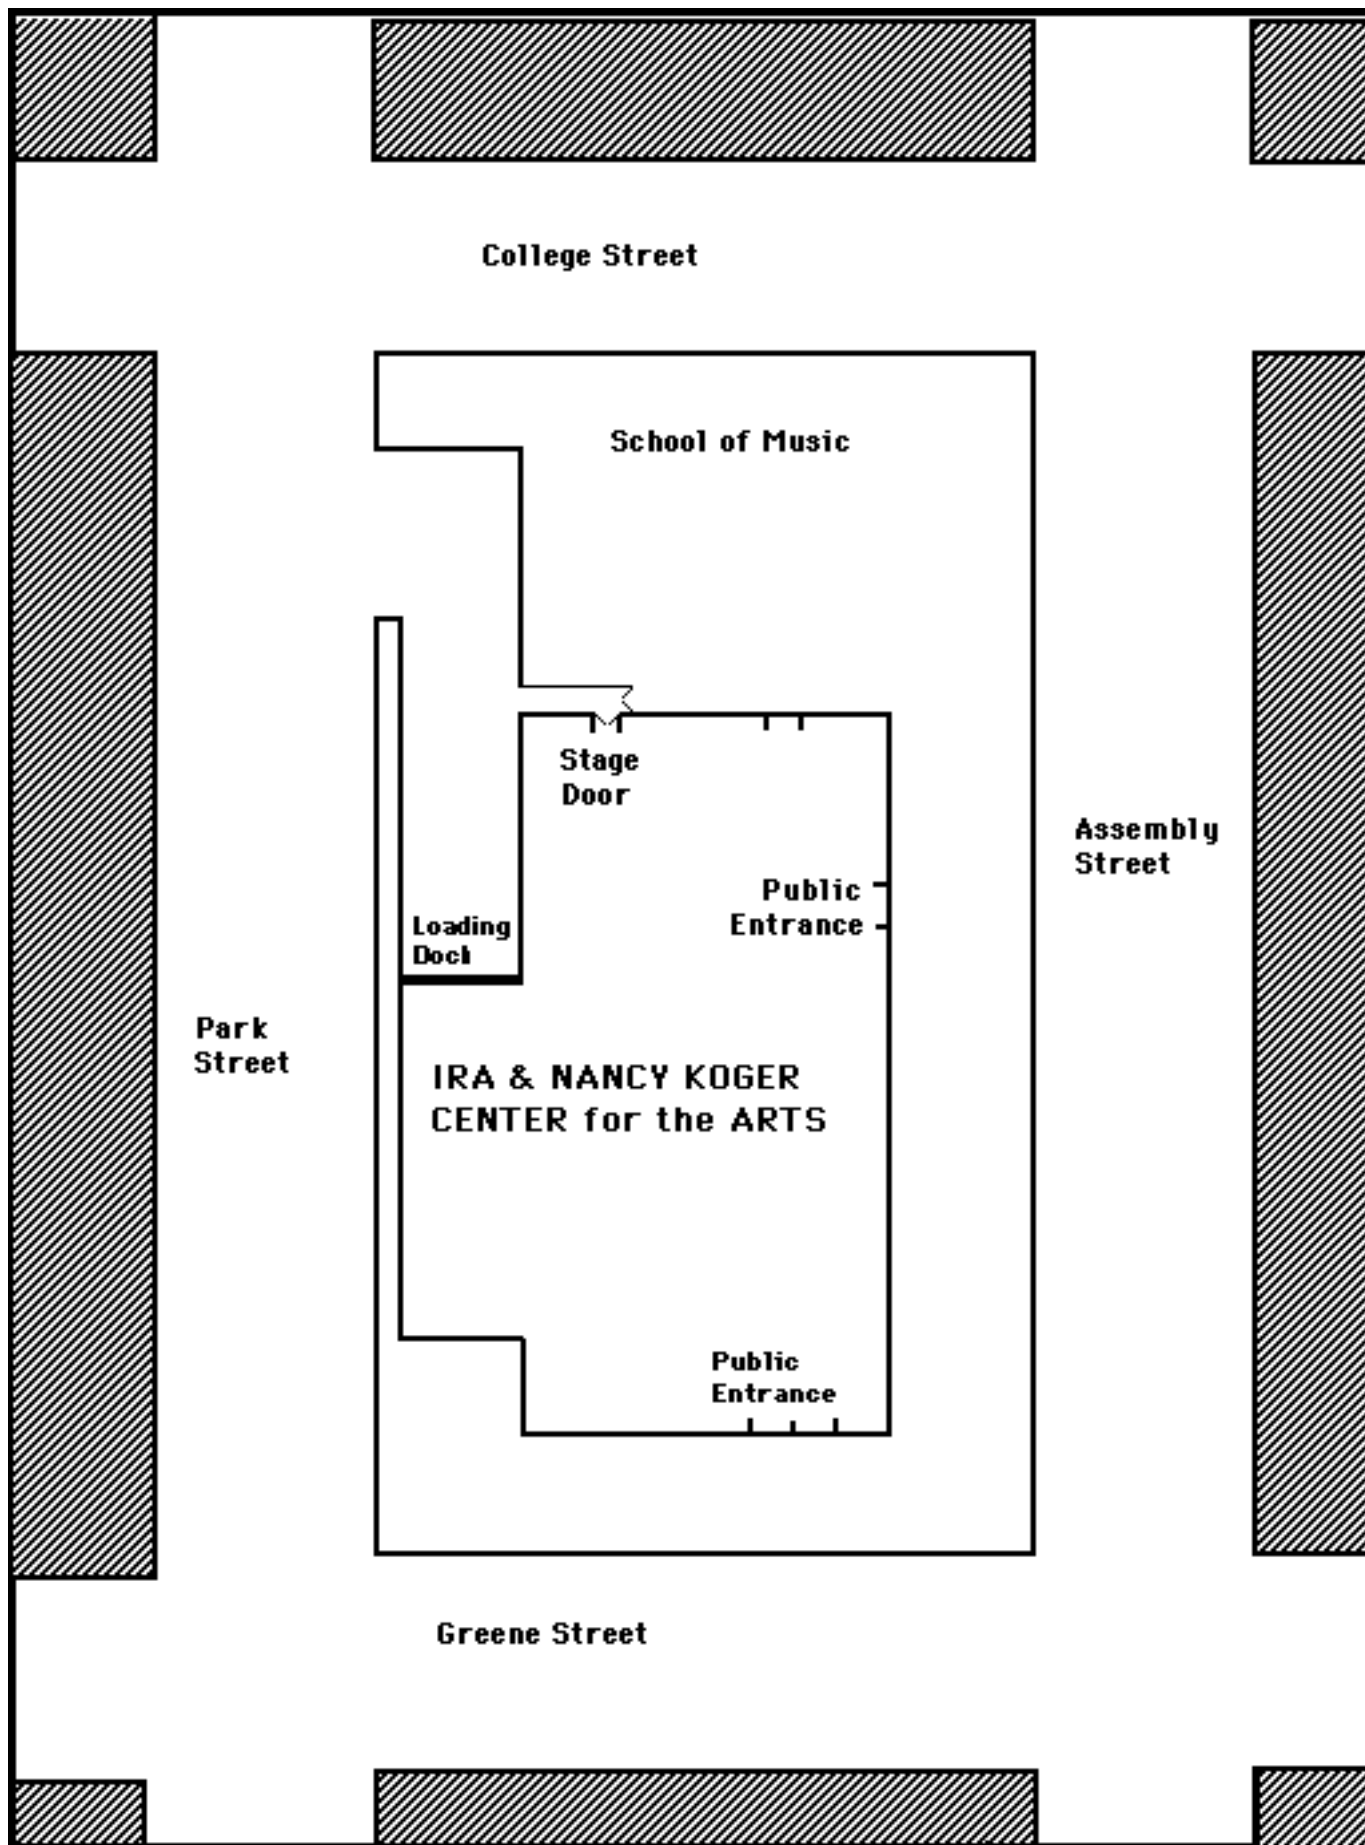 College Street
School of Music
Stage
Door
Assembly
Street
Public
Entrance
Loading
Dock
Park
Street
IRA & NANCY KOGER
CENTER for the ARTS
Public
Entrance
Greene Street